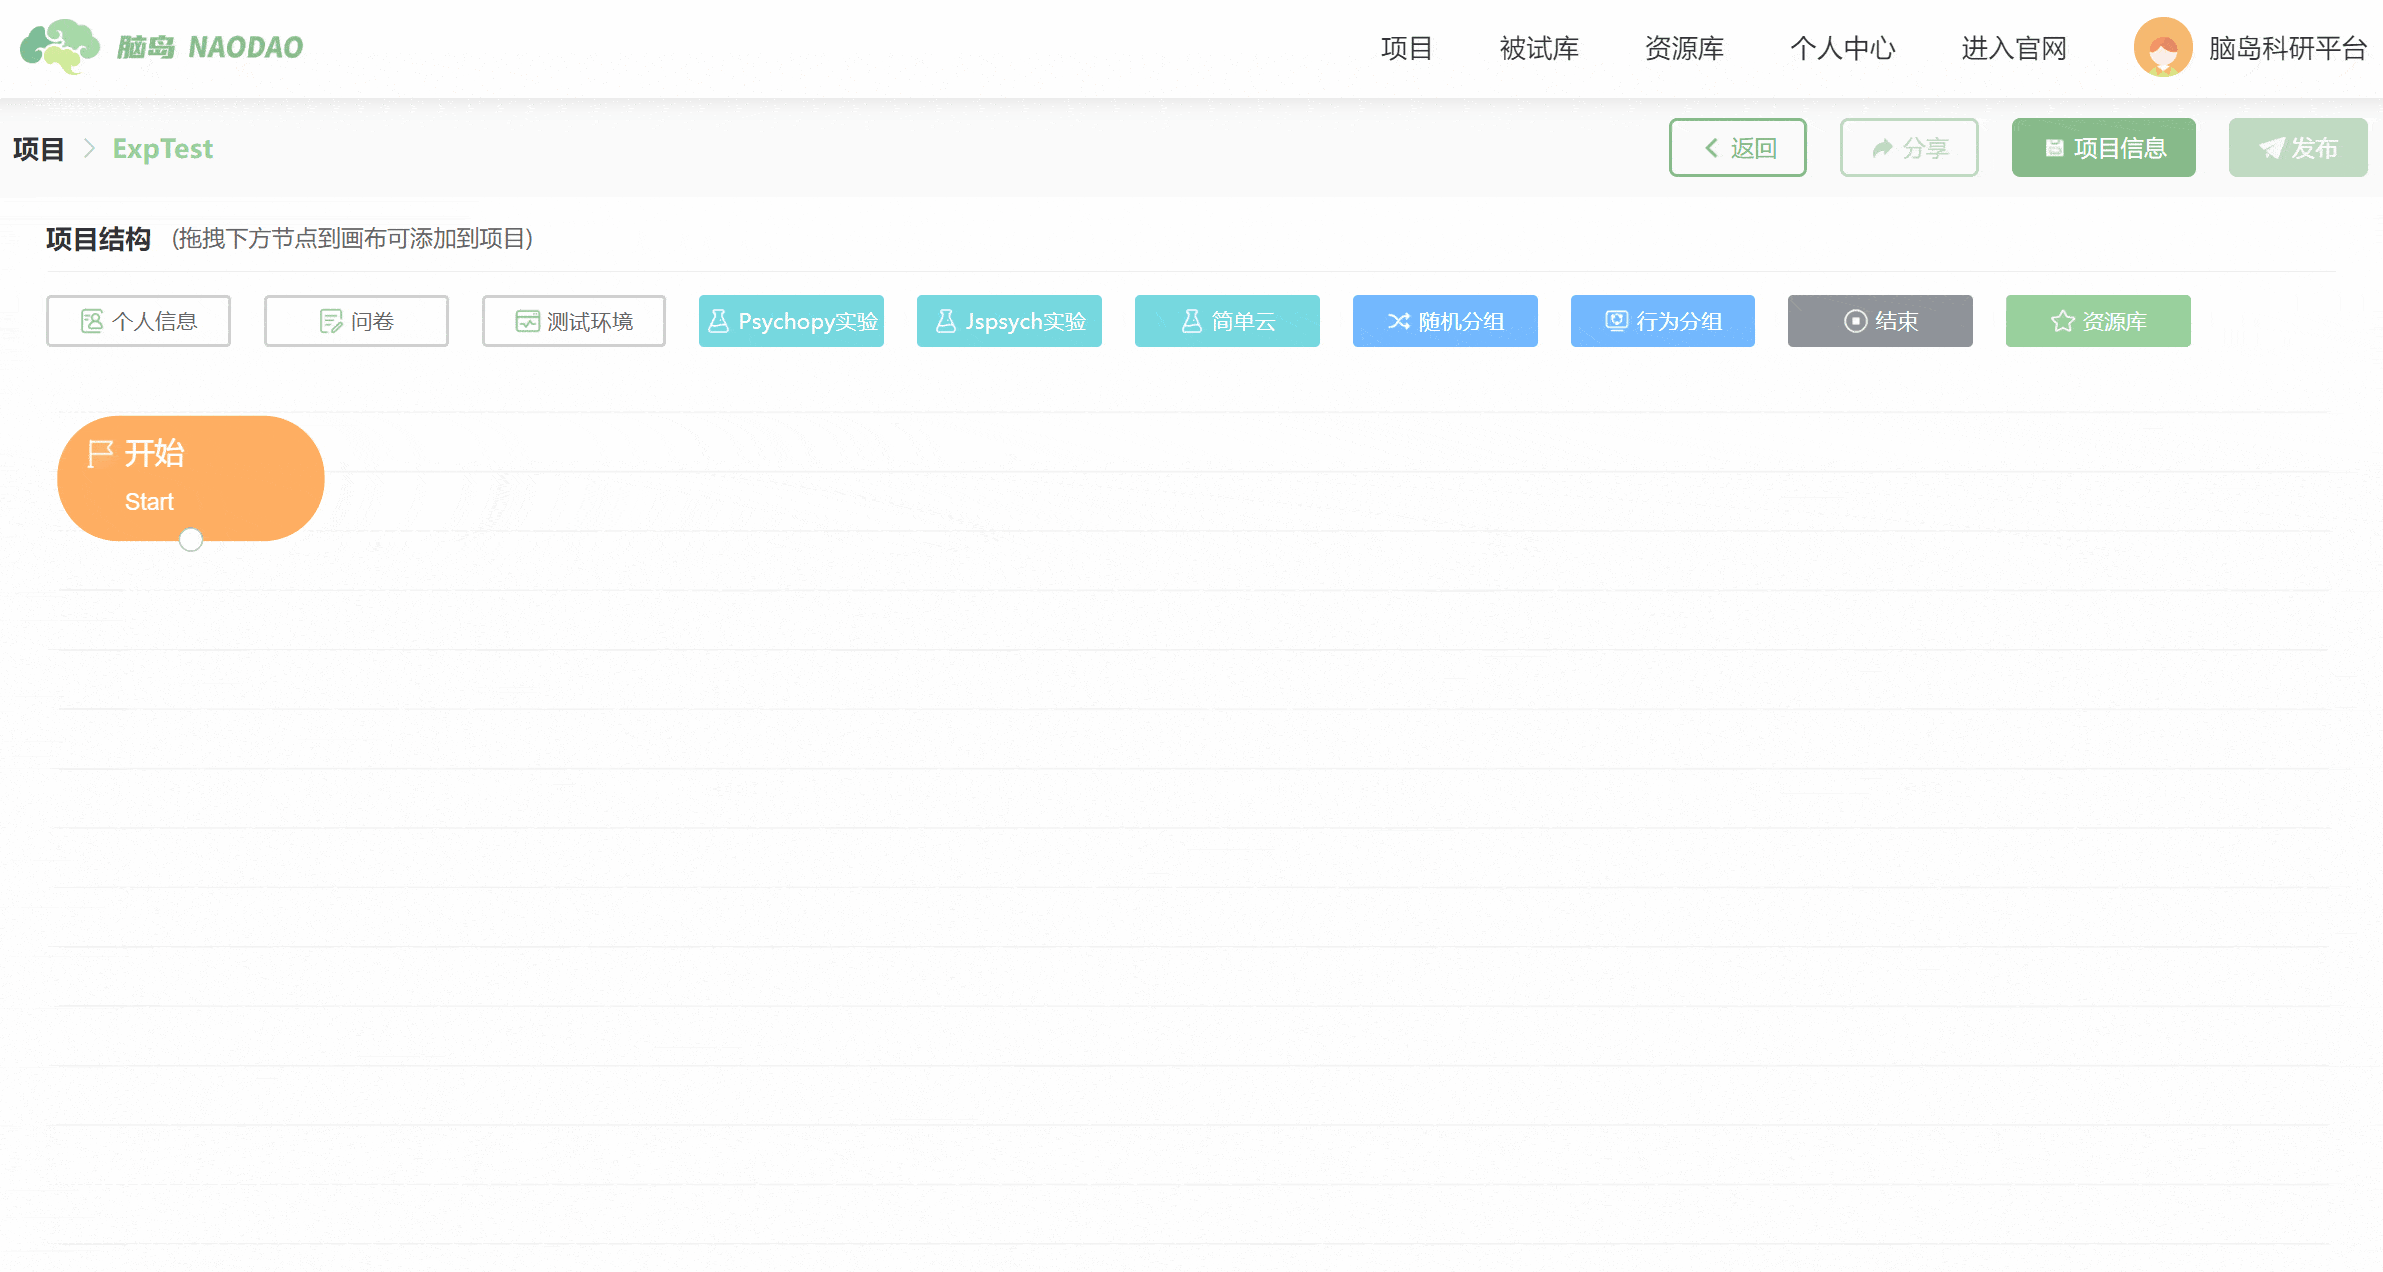 脑岛 NAODAO
项目 被试库 资源库 个人中心 进入官网 脑岛科研平台
项目 ExpTest
返回 分享 项目信息 发布
项目结构 (拖拽下方节点到画布可添加到项目)
个人信息 问卷 测试环境 Psychopy实验 Jspsych实验 简单云 随机分组 行为分组 结束 资源库
开始
Start